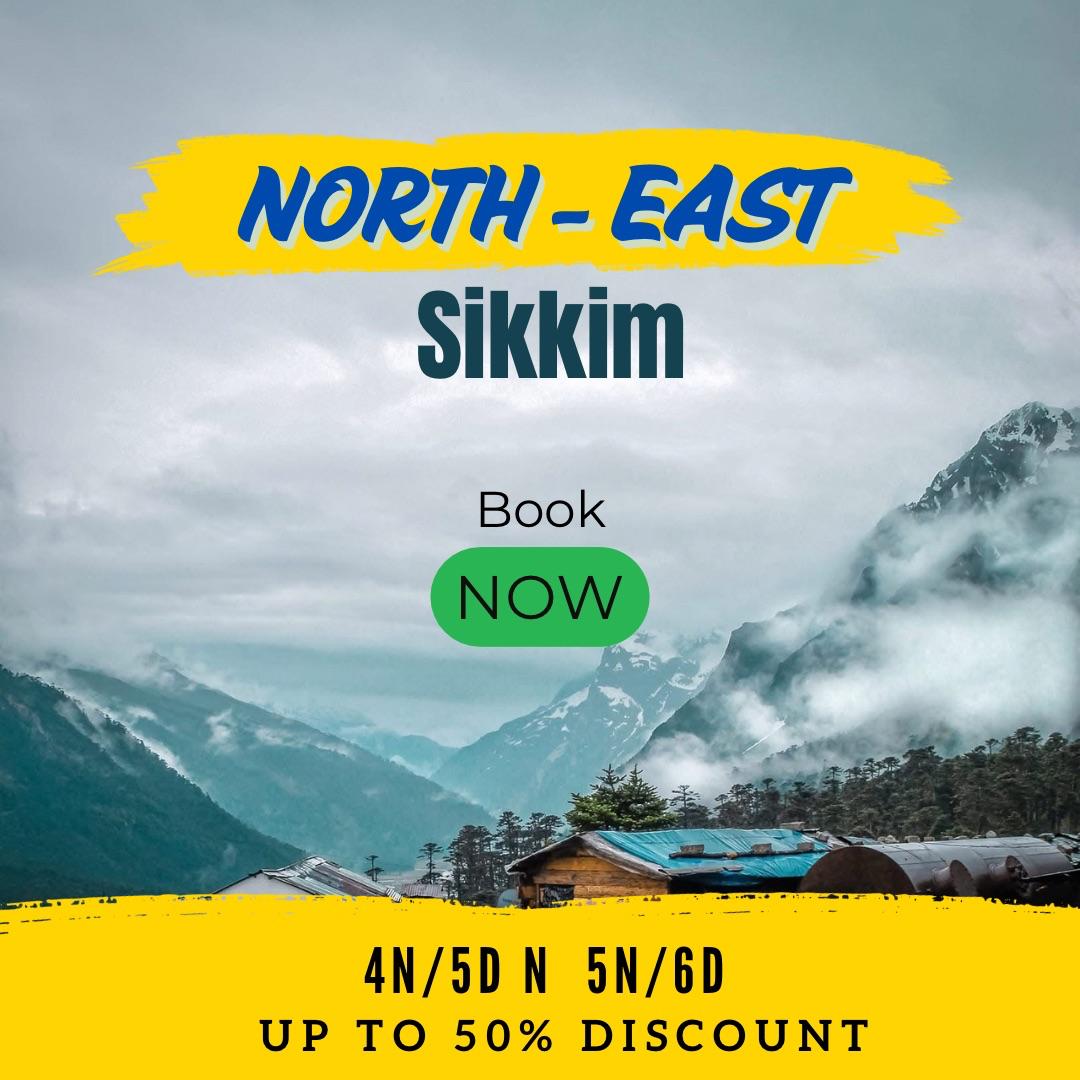 NORTH - EAST
Sikkim
Book
NOW
4N/5D N 5N/6D
UP TO 50% DISCOUNT